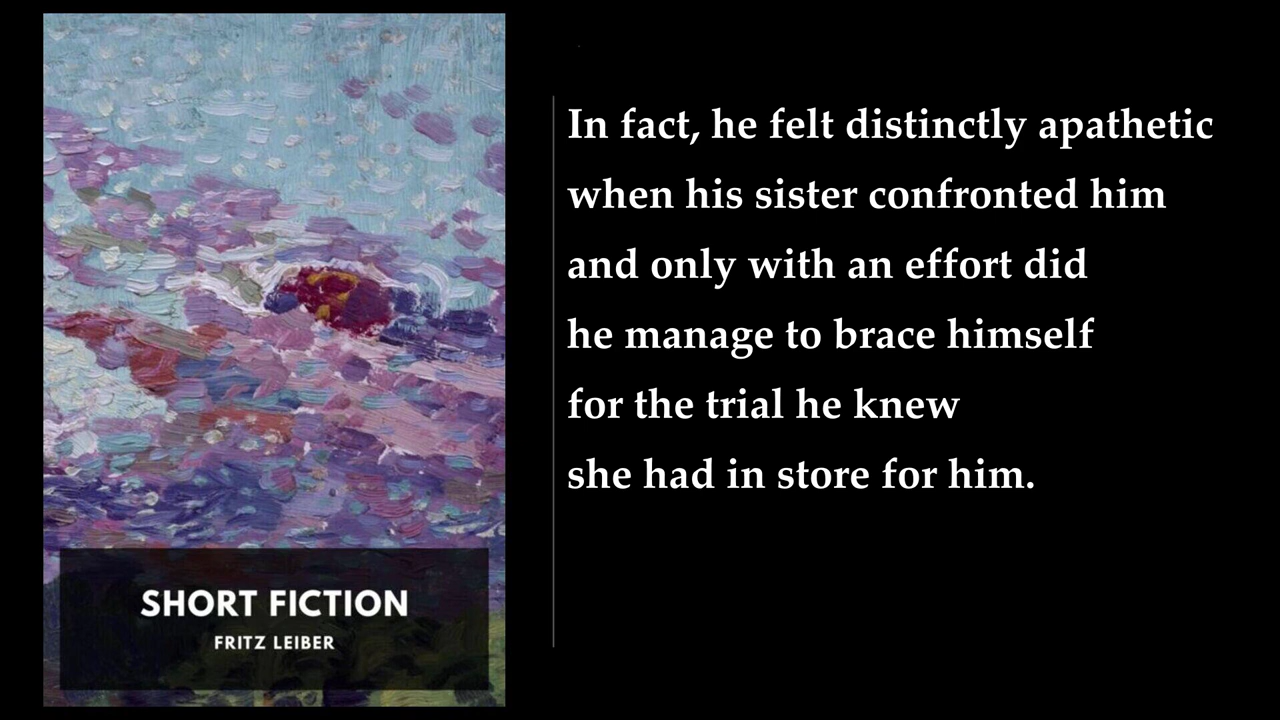 SHORT FICTION
FRITZ LEIBER
In fact, he felt distinctly apathetic
when his sister confronted him
and only with an effort did
he manage to brace himself
for the trial he knew
she had in store for him.